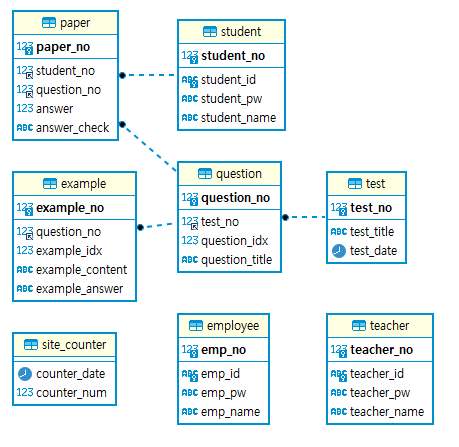 paper
123 paper_no
123 student_no
123 question_no
123 answer
ABC answer_check
student
123 student_no
ABC student_id
ABC student_pw
ABC student_name
example
123 example_no
123 question_no
123 example_idx
ABC example_content
ABC example_answer
question
123 question_no
123 test_no
123 question_idx
ABC question_title
test
123 test_no
ABC test_title
test_date
site_counter
counter_date
123 counter_num
employee
123 emp_no
ABC emp_id
ABC emp_pw
ABC emp_name
teacher
123 teacher_no
ABC teacher_id
ABC teacher_pw
ABC teacher_name